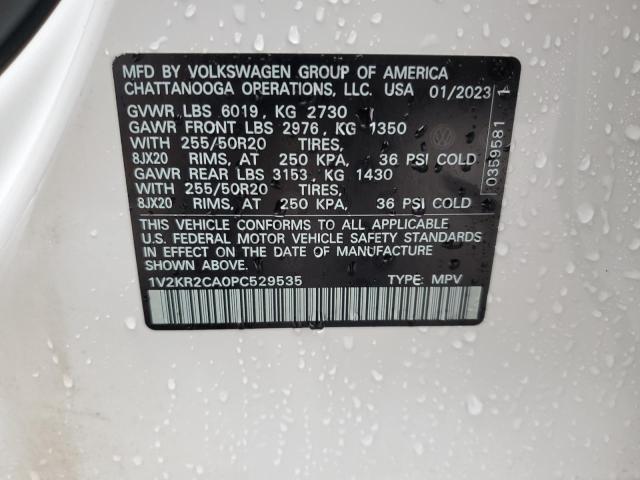 MFD BY VOLKSWAGEN GROUP OF AMERICA
CHATTANOOGA OPERATIONS, LLC. USA 01/2023
GVWR LBS 6019, KG 2730
GAWR FRONT LBS 2976, KG 1350
WITH 255/50R20 TIRES,
8JX20 RIMS, AT 250 KPA, 36 PSI COLD
GAWR REAR LBS 3153, KG 1430
WITH 255/50R20 TIRES,
8JX20 RIMS, AT 250 KPA, 36 PSI COLD
THIS VEHICLE CONFORMS TO ALL APPLICABLE
U.S. FEDERAL MOTOR VEHICLE SAFETY STANDARDS
IN EFFECT ON THE DATE OF MANUFACTURE
SHOWN ABOVE.
1V2KR2CA0PC529535 TYPE: MPV
0359581 1